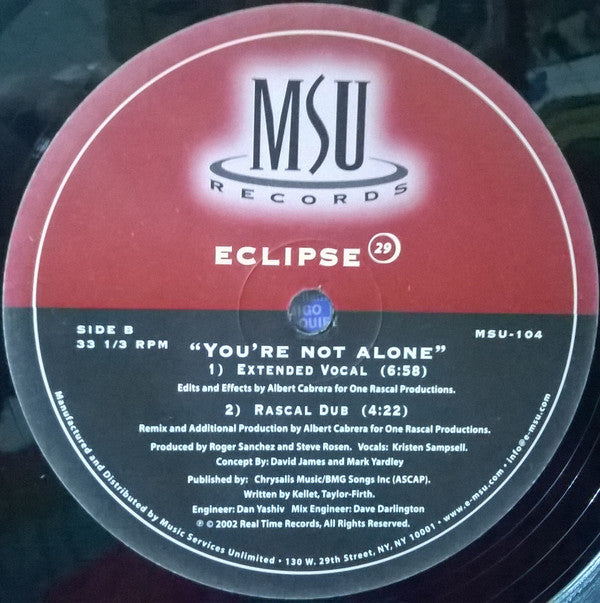 MSU
RECORDS
ECLIPSE 29
SIDE B
33 1/3 RPM
MSU-104
“YOU'RE NOT ALONE”
1) EXTENDED VOCAL (6:58)
Edits and Effects by Albert Cabrera for One Rascal Productions.
2) RASCAL DUB (4:22)
Remix and Additional Production by Albert Cabrera for One Rascal Productions.
Produced by Roger Sanchez and Steve Rosen. Vocals: Kristen Sampsell.
Concept By: David James and Mark Yardley
Published by: Chrysalis Music/BMG Songs Inc (ASCAP).
Written by Kellet, Taylor-Firth.
Engineer: Dan Yashiv Mix Engineer: Dave Darlington
℗ © 2002 Real Time Records, All Rights Reserved.
Manufactured and Distributed by Music Services Unlimited • 130 W. 29th Street, NY, NY 10001 • www.e-msu.com • info@e-msu.com